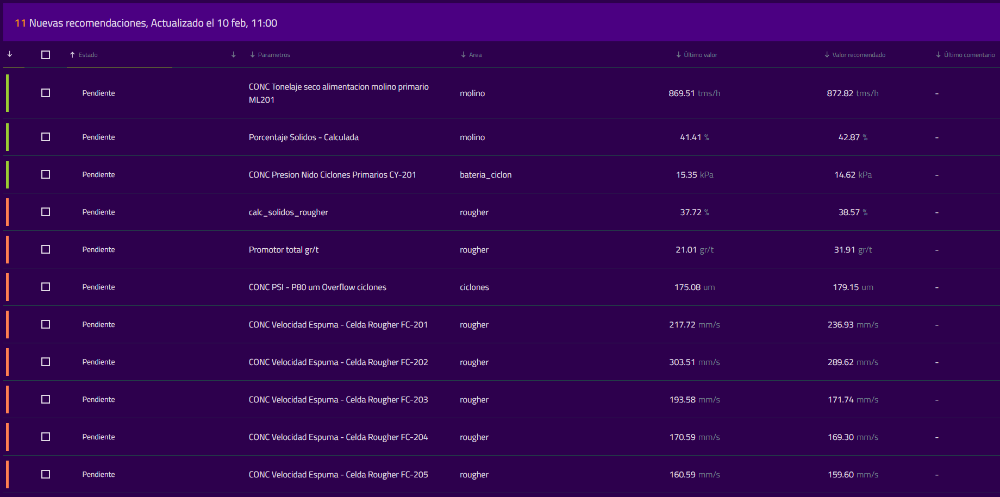 11 Nuevas recomendaciones, Actualizado el 10 feb, 11:00
Estado Parametros Area Último valor Valor recomendado Último comentario
Pendiente CONC Tonelaje seco alimentacion molino primario ML201 molino 869.51 tms/h 872.82 tms/h -
Pendiente Porcentaje Solidos - Calculada molino 41.41 % 42.87 % -
Pendiente CONC Presion Nido Ciclones Primarios CY-201 bateria_ciclon 15.35 kPa 14.62 kPa -
Pendiente calc_solidos_rougher rougher 37.72 % 38.57 % -
Pendiente Promotor total gr/t rougher 21.01 gr/t 31.91 gr/t -
Pendiente CONC PSI - P80 um Overflow ciclones ciclones 175.08 um 179.15 um -
Pendiente CONC Velocidad Espuma - Celda Rougher FC-201 rougher 217.72 mm/s 236.93 mm/s -
Pendiente CONC Velocidad Espuma - Celda Rougher FC-202 rougher 303.51 mm/s 289.62 mm/s -
Pendiente CONC Velocidad Espuma - Celda Rougher FC-203 rougher 193.58 mm/s 171.74 mm/s -
Pendiente CONC Velocidad Espuma - Celda Rougher FC-204 rougher 170.59 mm/s 169.30 mm/s -
Pendiente CONC Velocidad Espuma - Celda Rougher FC-205 rougher 160.59 mm/s 159.60 mm/s -